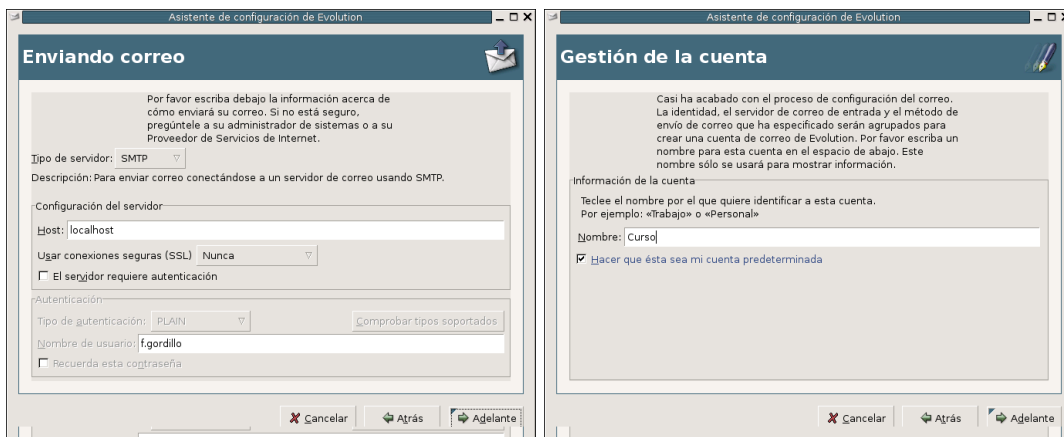 Asistente de configuración de Evolution
Enviando correo
Por favor escriba debajo la información acerca de
cómo enviará su correo. Si no está seguro,
pregúntele a su administrador de sistemas o a su
Proveedor de Servicios de Internet.
Tipo de servidor: SMTP
Descripción: Para enviar correo conectándose a un servidor de correo usando SMTP.
Configuración del servidor
Host: localhost
Usar conexiones seguras (SSL) Nunca
El servidor requiere autenticación
Autenticación
Tipo de autenticación: PLAIN Comprobar tipos soportados
Nombre de usuario: f.gordillo
Recuerda esta contraseña
Cancelar Atrás Adelante
Asistente de configuración de Evolution
Gestión de la cuenta
Casi ha acabado con el proceso de configuración del correo.
La identidad, el servidor de correo de entrada y el método de
envío de correo que ha especificado serán agrupados para
crear una cuenta de correo de Evolution. Por favor escriba un
nombre para esta cuenta en el espacio de abajo. Este
nombre sólo se usará para mostrar información.
Información de la cuenta
Teclee el nombre por el que quiere identificar a esta cuenta.
Por ejemplo: «Trabajo» o «Personal»
Nombre: Curso
Hacer que ésta sea mi cuenta predeterminada
Cancelar Atrás Adelante